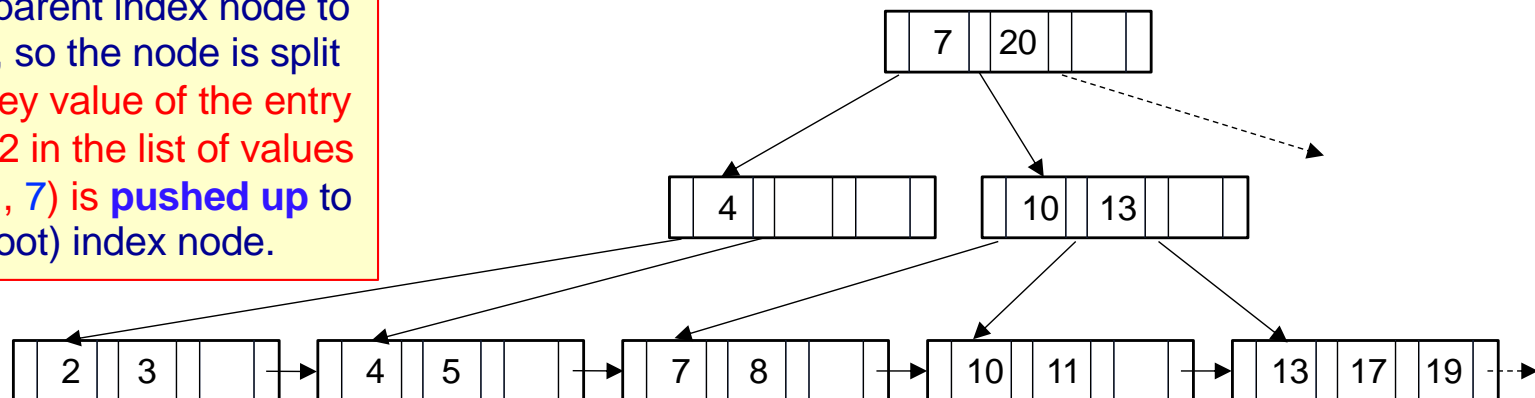 parent index node to
, so the node is split
key value of the entry
2 in the list of values
, 7) is pushed up to
oot) index node.
7 20
4
10 13
2 3
4 5
7 8
10 11
13 17 19